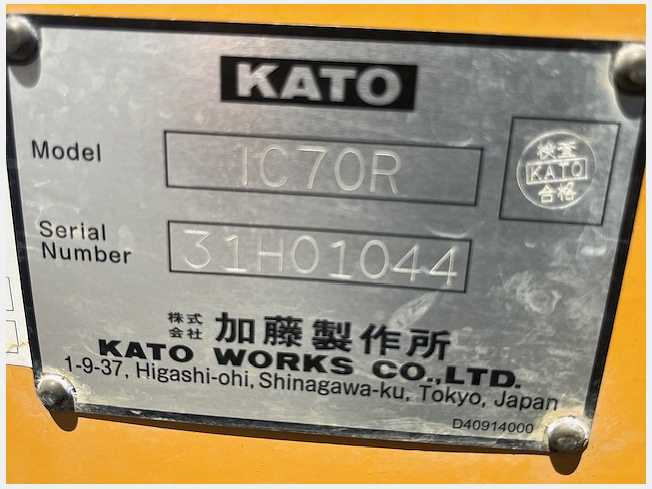 KATO
Model
IC70R
検査
KATO
合格
Serial
Number
31H01044
株式
会社 加藤製作所
KATO WORKS CO.,LTD.
1-9-37, Higashi-ohi, Shinagawa-ku, Tokyo, Japan
D40914000